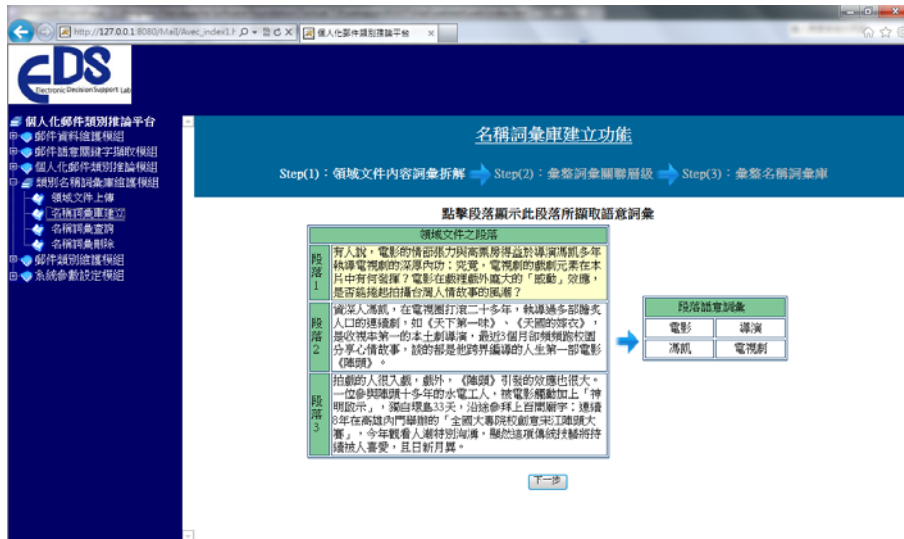 http://127.0.0.1:8080/Mail/Avec_index1.h
個人化郵件類別推論平台
EDS
Electronic Decision Support Lab
個人化郵件類別推論平台
郵件資料維護模組
郵件語意關鍵字擷取模組
個人化郵件類別推論模組
類別名稱詞彙庫維護模組
領域文件上傳
名稱詞彙庫建立
名稱詞彙查詢
名稱詞彙刪除
郵件類別維護模組
系統參數設定模組
名稱詞彙庫建立功能
Step(1)：領域文件內容詞彙拆解 Step(2)：彙整詞彙關聯層級 Step(3)：彙整名稱詞彙庫
點擊段落顯示此段落所擷取語意詞彙
領域文件之段落
段落1
有人說，電影的情節張力與高票房得益於導演馮凱多年
執導電視劇的深厚內功；究竟，電視劇的戲劇元素在本
片中有何發揮？電影在戲裡戲外龐大的「感動」效應，
是否能捲起拍攝台灣人情故事的風潮？
段落2
資深人馮凱，在電視圈打滾二十多年，執導過多部膾炙
人口的連續劇，如《天下第一味》、《天國的嫁衣》，
是收視率第一的本土劇導演，最近3個月卻頻頻跑校園
分享心情故事，談的都是他跨界編導的人生第一部電影
《陣頭》。
段落3
拍戲的人很入戲，戲外，《陣頭》引發的效應也很大。
一位參與陣頭十多年的水電工人，被電影觸動加上「神
明啟示」，獨自環島33天，沿途參拜上百間廟宇；連續
8年在高雄內門舉辦的「全國大專院校創意宋江陣頭大
賽」，今年觀看人潮特別洶湧，顯然這項傳統技藝將持
續被人喜愛，且日新月異。
段落語意詞彙
電影 導演
馮凱 電視劇
下一步